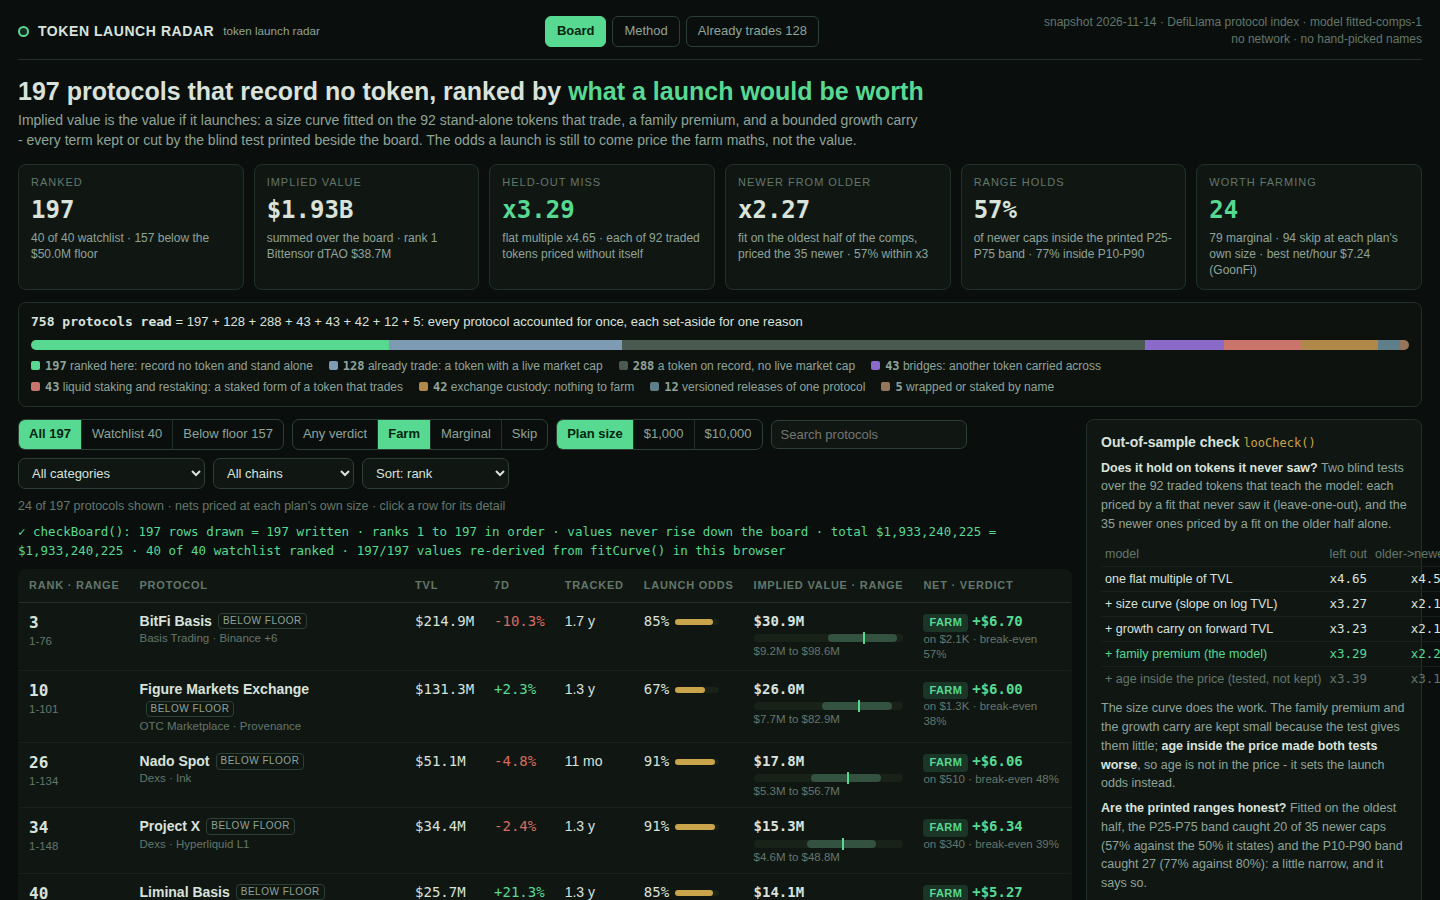 TOKEN LAUNCH RADAR token launch radar
Board Method Already trades 128
snapshot 2026-11-14 · DefiLlama protocol index · model fitted-comps-1
no network · no hand-picked names
197 protocols that record no token, ranked by what a launch would be worth
Implied value is the value if it launches: a size curve fitted on the 92 stand-alone tokens that trade, a family premium, and a bounded growth carry
- every term kept or cut by the blind test printed beside the board. The odds a launch is still to come price the farm maths, not the value.
RANKED
197
40 of 40 watchlist · 157 below the
$50.0M floor
IMPLIED VALUE
$1.93B
summed over the board · rank 1
Bittensor dTAO $38.7M
HELD-OUT MISS
x3.29
flat multiple x4.65 · each of 92 traded
tokens priced without itself
NEWER FROM OLDER
x2.27
fit on the oldest half of the comps,
priced the 35 newer · 57% within x3
RANGE HOLDS
57%
of newer caps inside the printed P25-
P75 band · 77% inside P10-P90
WORTH FARMING
24
79 marginal · 94 skip at each plan's
own size · best net/hour $7.24
(GoonFi)
758 protocols read = 197 + 128 + 288 + 43 + 43 + 42 + 12 + 5: every protocol accounted for once, each set-aside for one reason
197 ranked here: record no token and stand alone 128 already trade: a token with a live market cap 288 a token on record, no live market cap 43 bridges: another token carried across
43 liquid staking and restaking: a staked form of a token that trades 42 exchange custody: nothing to farm 12 versioned releases of one protocol 5 wrapped or staked by name
All 197 Watchlist 40 Below floor 157 Any verdict Farm Marginal Skip Plan size $1,000 $10,000 Search protocols
All categories All chains Sort: rank
24 of 197 protocols shown · nets priced at each plan's own size · click a row for its detail
✓ checkBoard(): 197 rows drawn = 197 written · ranks 1 to 197 in order · values never rise down the board · total $1,933,240,225 =
$1,933,240,225 · 40 of 40 watchlist ranked · 197/197 values re-derived from fitCurve() in this browser
RANK · RANGE PROTOCOL TVL 7D TRACKED LAUNCH ODDS IMPLIED VALUE · RANGE NET · VERDICT
3 BitFi Basis BELOW FLOOR $214.9M -10.3% 1.7 y 85% $30.9M FARM +$6.70
1-76 Basis Trading · Binance +6 $9.2M to $98.6M on $2.1K · break-even
57%
10 Figure Markets Exchange $131.3M +2.3% 1.3 y 67% $26.0M FARM +$6.00
1-101 BELOW FLOOR $7.7M to $82.9M on $1.3K · break-even
OTC Marketplace · Provenance 38%
26 Nado Spot BELOW FLOOR $51.1M -4.8% 11 mo 91% $17.8M FARM +$6.06
1-134 Dexs · Ink $5.3M to $56.7M on $510 · break-even 48%
34 Project X BELOW FLOOR $34.4M -2.4% 1.3 y 91% $15.3M FARM +$6.34
1-148 Dexs · Hyperliquid L1 $4.6M to $48.8M on $340 · break-even 39%
40 Liminal Basis BELOW FLOOR $25.7M +21.3% 1.3 y 85% $14.1M FARM +$5.27
Out-of-sample check looCheck()
Does it hold on tokens it never saw? Two blind tests
over the 92 traded tokens that teach the model: each
priced by a fit that never saw it (leave-one-out), and the
35 newer ones priced by a fit on the older half alone.
model left out older->newe
one flat multiple of TVL x4.65 x4.5
+ size curve (slope on log TVL) x3.27 x2.1
+ growth carry on forward TVL x3.23 x2.1
+ family premium (the model) x3.29 x2.2
+ age inside the price (tested, not kept) x3.39 x3.1
The size curve does the work. The family premium and
the growth carry are kept small because the test gives
them little; age inside the price made both tests
worse, so age is not in the price - it sets the launch
odds instead.
Are the printed ranges honest? Fitted on the oldest
half, the P25-P75 band caught 20 of 35 newer caps
(57% against the 50% it states) and the P10-P90 band
caught 27 (77% against 80%): a little narrow, and it
says so.